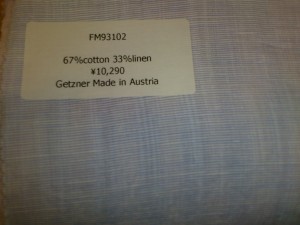 FM93102
67%cotton 33%linen
¥10,290
Getzner Made in Austria